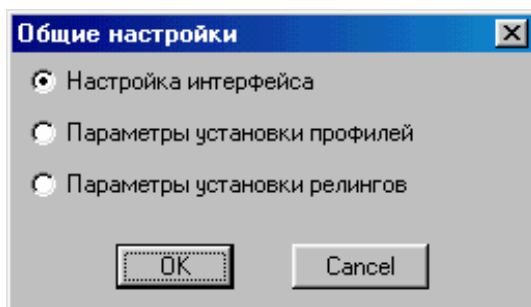 Общие настройки
Настройка интерфейса
Параметры установки профилей
Параметры установки релингов
OK Cancel